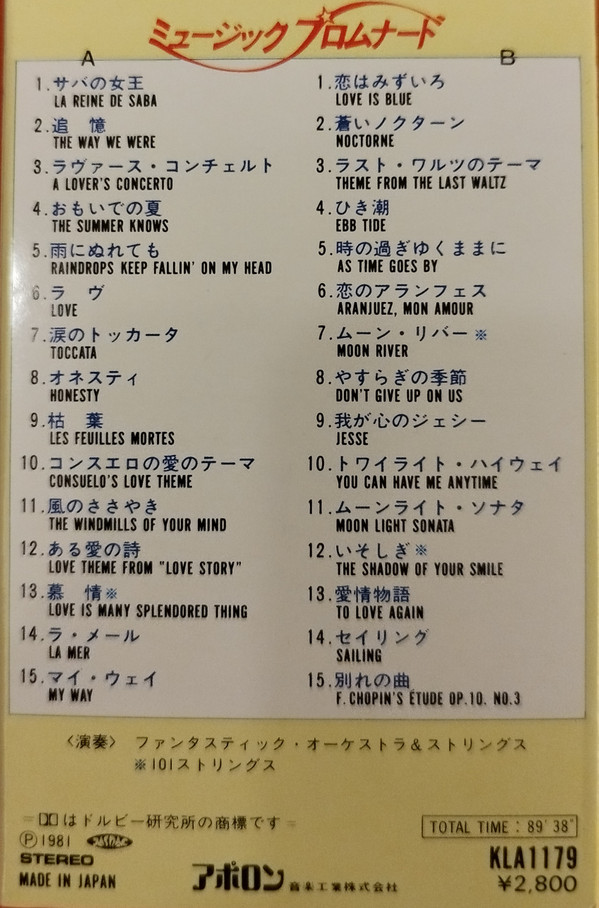 ミュージック プロムナード
A
1.サバの女王
LA REINE DE SABA
2.追 憶
THE WAY WE WERE
3.ラヴァース・コンチェルト
A LOVER'S CONCERTO
4.おもいでの夏
THE SUMMER KNOWS
5.雨にぬれても
RAINDROPS KEEP FALLIN' ON MY HEAD
6.ラ ヴ
LOVE
7.涙のトッカータ
TOCCATA
8.オネスティ
HONESTY
9.枯 葉
LES FEUILLES MORTES
10.コンスエロの愛のテーマ
CONSUELO'S LOVE THEME
11.風のささやき
THE WINDMILLS OF YOUR MIND
12.ある愛の詩
LOVE THEME FROM "LOVE STORY"
13.慕 情※
LOVE IS MANY SPLENDORED THING
14.ラ・メール
LA MER
15.マイ・ウェイ
MY WAY
B
1.恋はみずいろ
LOVE IS BLUE
2.蒼いノクターン
NOCTORNE
3.ラスト・ワルツのテーマ
THEME FROM THE LAST WALTZ
4.ひき潮
EBB TIDE
5.時の過ぎゆくままに
AS TIME GOES BY
6.恋のアランフェス
ARANJUEZ, MON AMOUR
7.ムーン・リバー※
MOON RIVER
8.やすらぎの季節
DON'T GIVE UP ON US
9.我が心のジェシー
JESSE
10.トワイライト・ハイウェイ
YOU CAN HAVE ME ANYTIME
11.ムーンライト・ソナタ
MOON LIGHT SONATA
12.いそしぎ※
THE SHADOW OF YOUR SMILE
13.愛情物語
TO LOVE AGAIN
14.セイリング
SAILING
15.別れの曲
F. CHOPIN'S ÉTUDE OP.10. NO.3
〈演奏〉 ファンタスティック・オーケストラ&ストリングス
※101ストリングス
=はドルビー研究所の商標です=
Ⓟ1981
STEREO
MADE IN JAPAN
アポロン 音楽工業株式会社
TOTAL TIME : 89' 38"
KLA1179
¥2,800